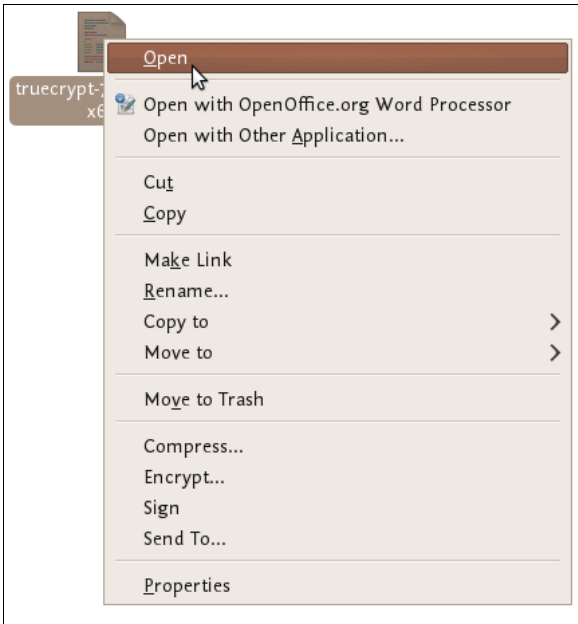 truecrypt-7
x6
Open
Open with OpenOffice.org Word Processor
Open with Other Application...
Cut
Copy
Make Link
Rename...
Copy to
Move to
Move to Trash
Compress...
Encrypt...
Sign
Send To...
Properties